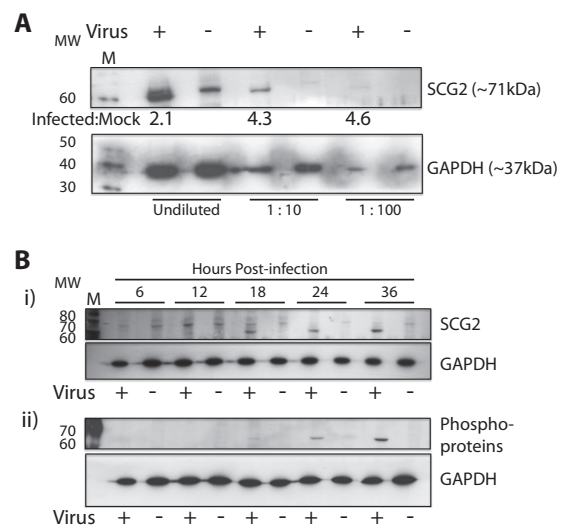 A
Virus + - + - + -
MW
M
60
SCG2 (~71kDa)
Infected:Mock 2.1 4.3 4.6
50
40
30
GAPDH (~37kDa)
Undiluted 1 : 10 1 : 100
B
Hours Post-infection
MW
i) M 6 12 18 24 36
80
70
60
SCG2
GAPDH
Virus + - + - + - + - + -
ii)
70
60
Phospho-
proteins
GAPDH
Virus + - + - + - + - + -